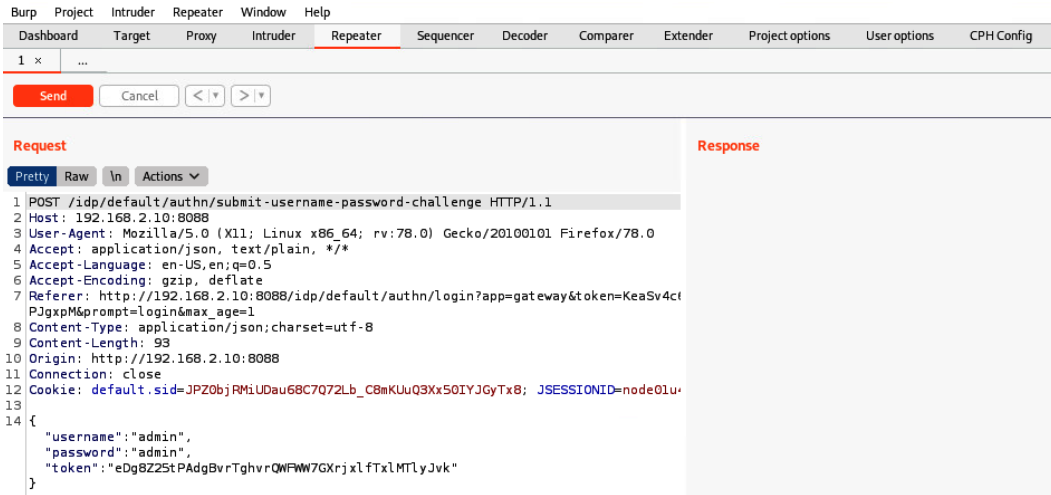 Burp Project Intruder Repeater Window Help
Dashboard Target Proxy Intruder Repeater Sequencer Decoder Comparer Extender Project options User options CPH Config
1 × ...
Send Cancel < | ▾ > | ▾
Request
Pretty Raw \n Actions
1 POST /idp/default/authn/submit-username-password-challenge HTTP/1.1
2 Host: 192.168.2.10:8088
3 User-Agent: Mozilla/5.0 (X11; Linux x86_64; rv:78.0) Gecko/20100101 Firefox/78.0
4 Accept: application/json, text/plain, */*
5 Accept-Language: en-US,en;q=0.5
6 Accept-Encoding: gzip, deflate
7 Referer: http://192.168.2.10:8088/idp/default/authn/login?app=gateway&token=KeaSv4c
PJgxpM&prompt=login&max_age=1
8 Content-Type: application/json;charset=utf-8
9 Content-Length: 93
10 Origin: http://192.168.2.10:8088
11 Connection: close
12 Cookie: default.sid=JPZ0bjRMiUDau68C7Q72Lb_C8mKUuQ3Xx50IYJGyTx8; JSESSIONID=node01u
13
14 {
"username":"admin",
"password":"admin",
"token":"eDg8Z25tPAdgBvrTghvrQWFWW7GXrjxlfTxlMTlyJvk"
}
Response